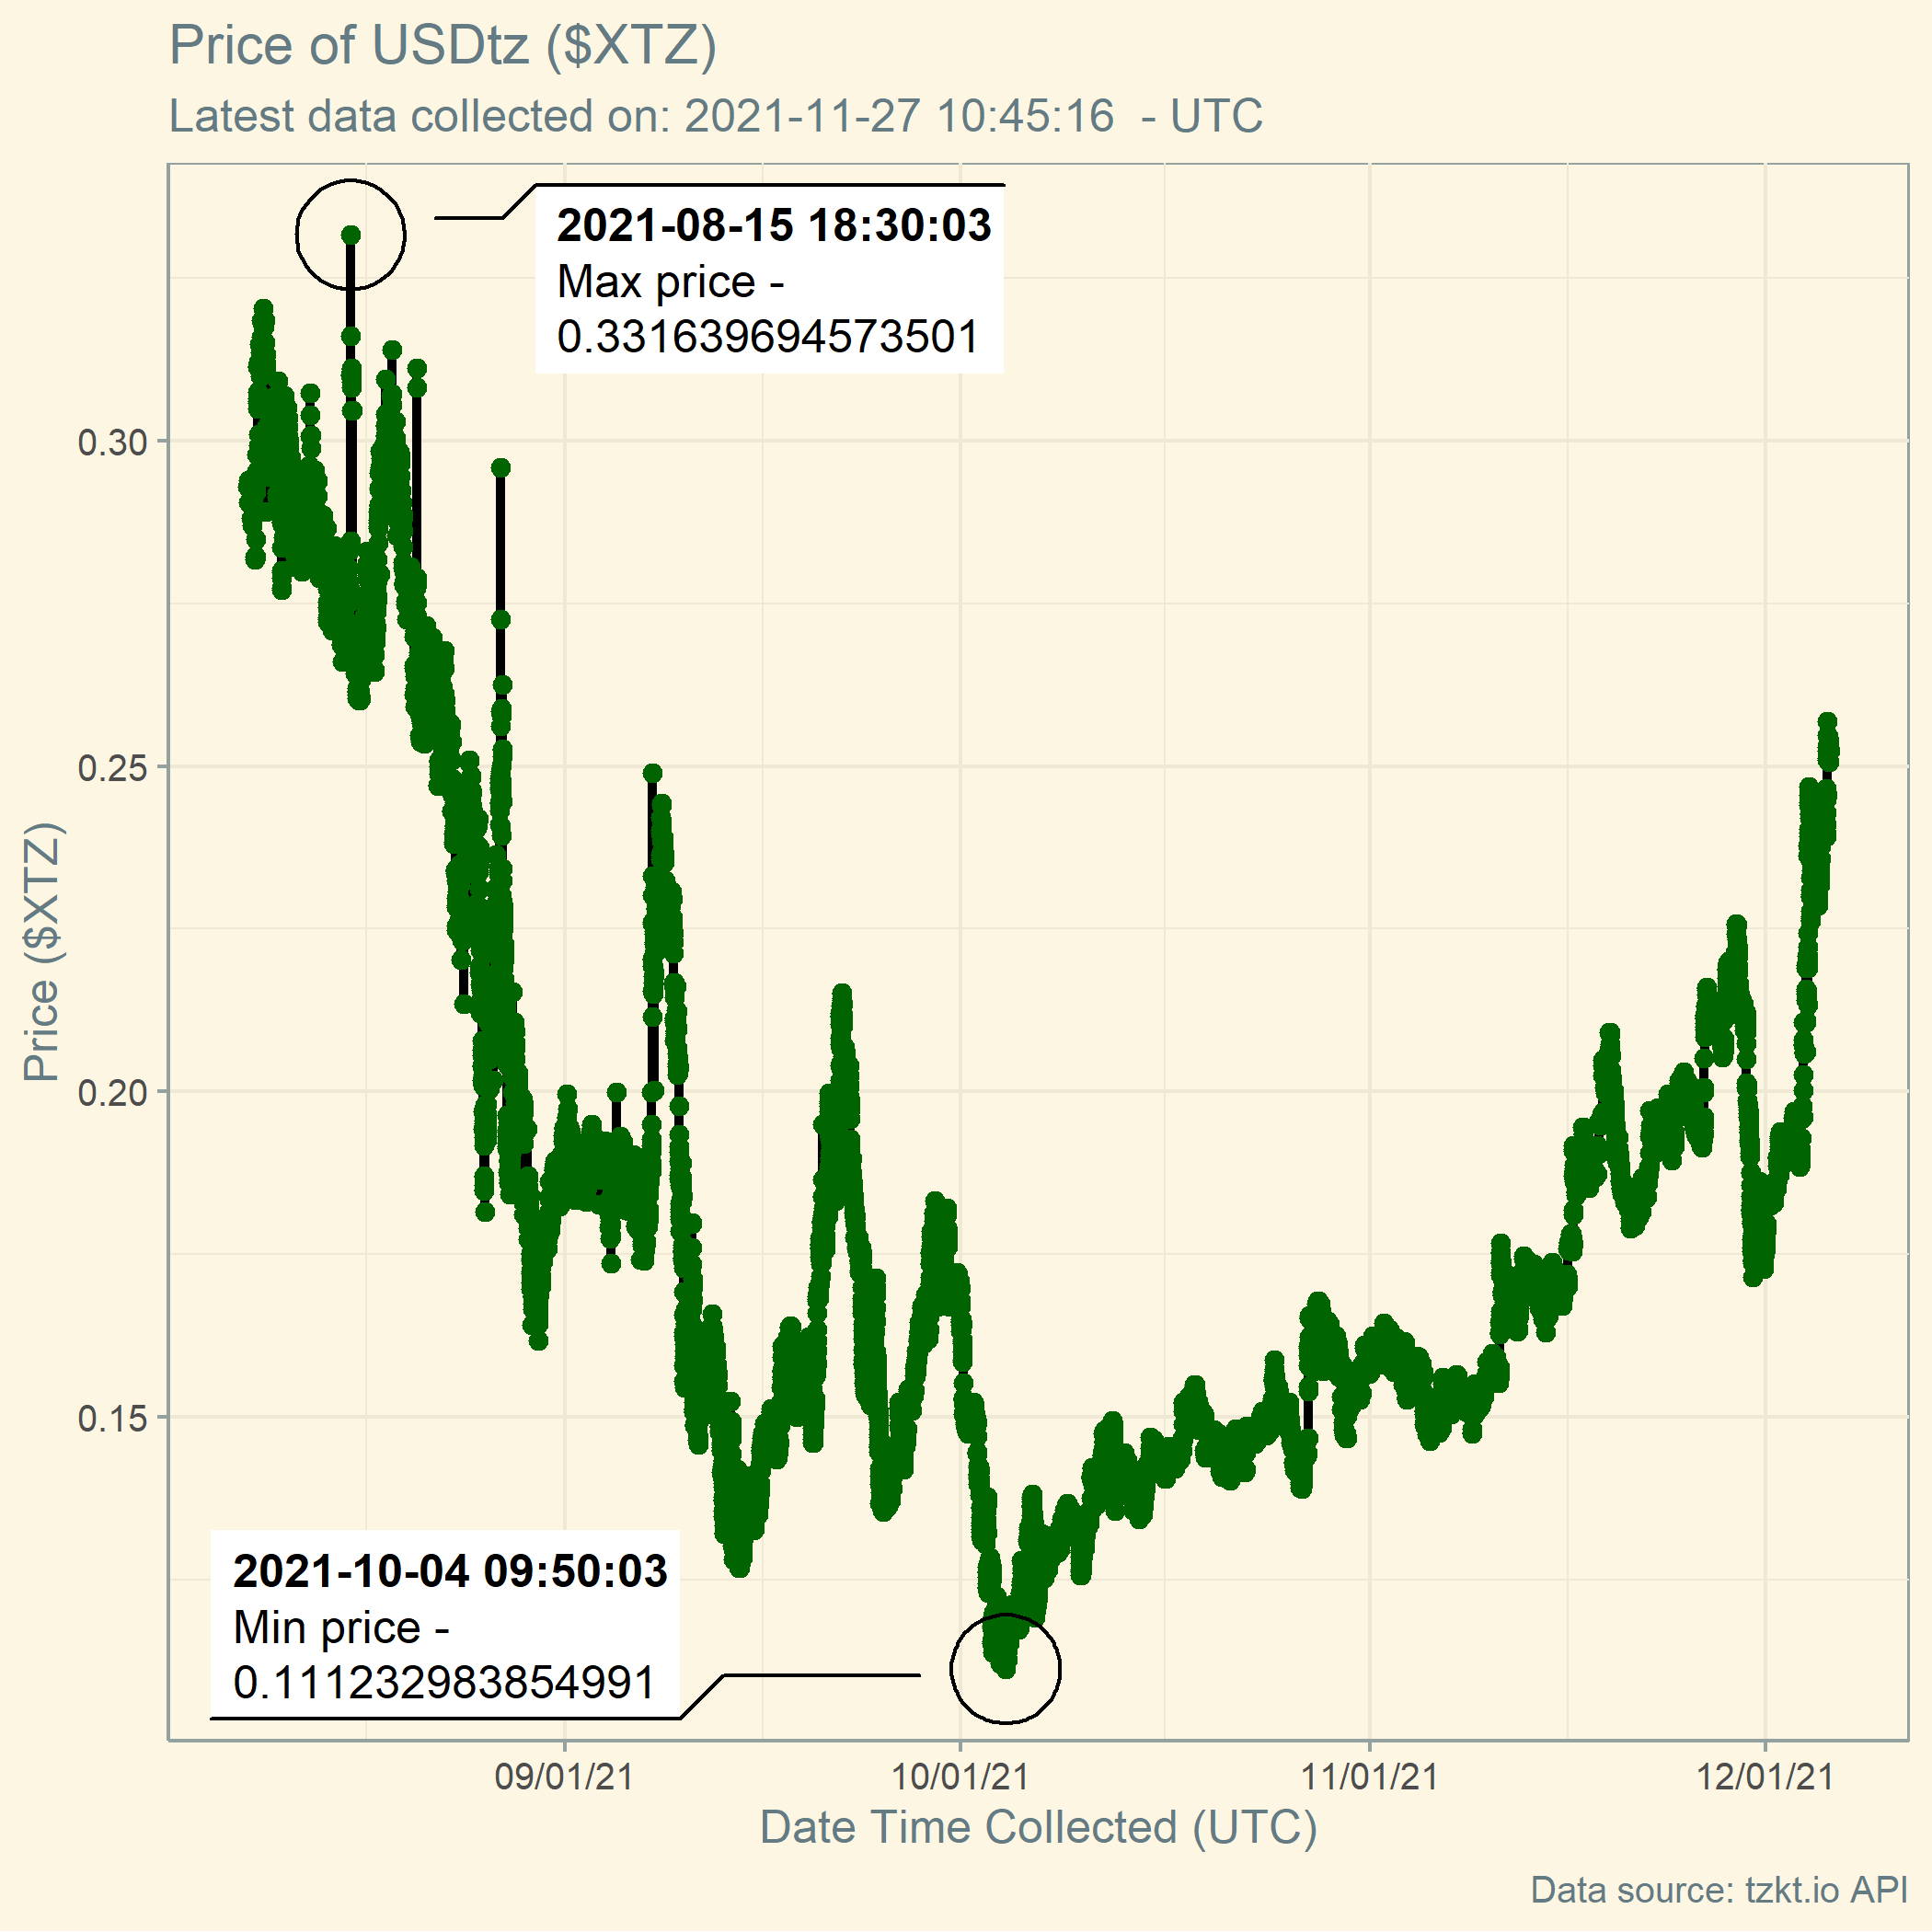 Price of USDtz ($XTZ)
Latest data collected on: 2021-11-27 10:45:16  - UTC
2021-08-15 18:30:03
Max price -
0.331639694573501
0.30
0.25
0.20
0.15
Price ($XTZ)
2021-10-04 09:50:03
Min price -
0.111232983854991
09/01/21
10/01/21
11/01/21
12/01/21
Date Time Collected (UTC)
Data source: tzkt.io API